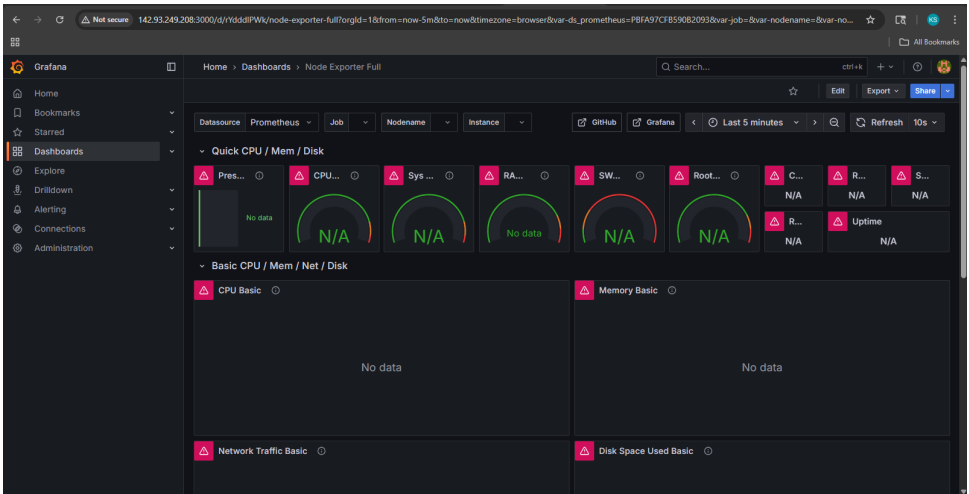 Not secure 142.93.249.208:3000/d/rYdddlPWk/node-exporter-full?orgId=1&from=now-5m&to=now&timezone=browser&var-ds_prometheus=PBFA97CFB590B2093&var-job=&var-nodename=&var-no...
KS
All Bookmarks
Grafana
Home › Dashboards › Node Exporter Full
Search...
ctrl+k
Home
Bookmarks
Starred
Dashboards
Explore
Drilldown
Alerting
Connections
Administration
Edit
Export
Share
Datasource Prometheus Job Nodename Instance
GitHub Grafana Last 5 minutes Refresh 10s
Quick CPU / Mem / Disk
Pres... CPU... Sys ... RA... SW... Root... C... R... S...
No data N/A N/A No data N/A N/A N/A N/A N/A
R... Uptime
N/A N/A
Basic CPU / Mem / Net / Disk
CPU Basic Memory Basic
No data No data
Network Traffic Basic Disk Space Used Basic